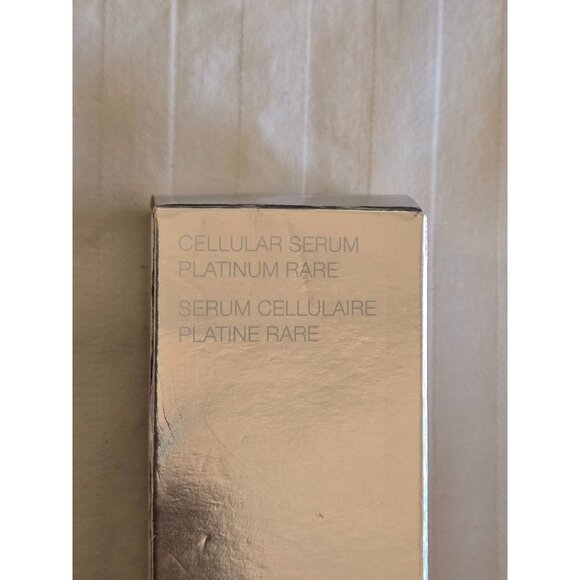 CELLULAR SERUM
PLATINUM RARE
SERUM CELLULAIRE
PLATINE RARE